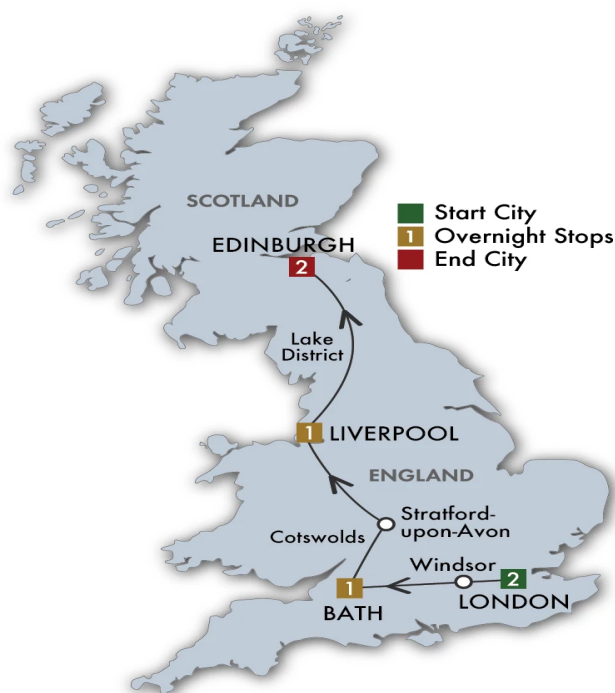 SCOTLAND
Start City
1 Overnight Stops
End City
EDINBURGH
2
Lake
District
1 LIVERPOOL
ENGLAND
Stratford-
upon-Avon
Cotswolds
Windsor
2
LONDON
1
BATH